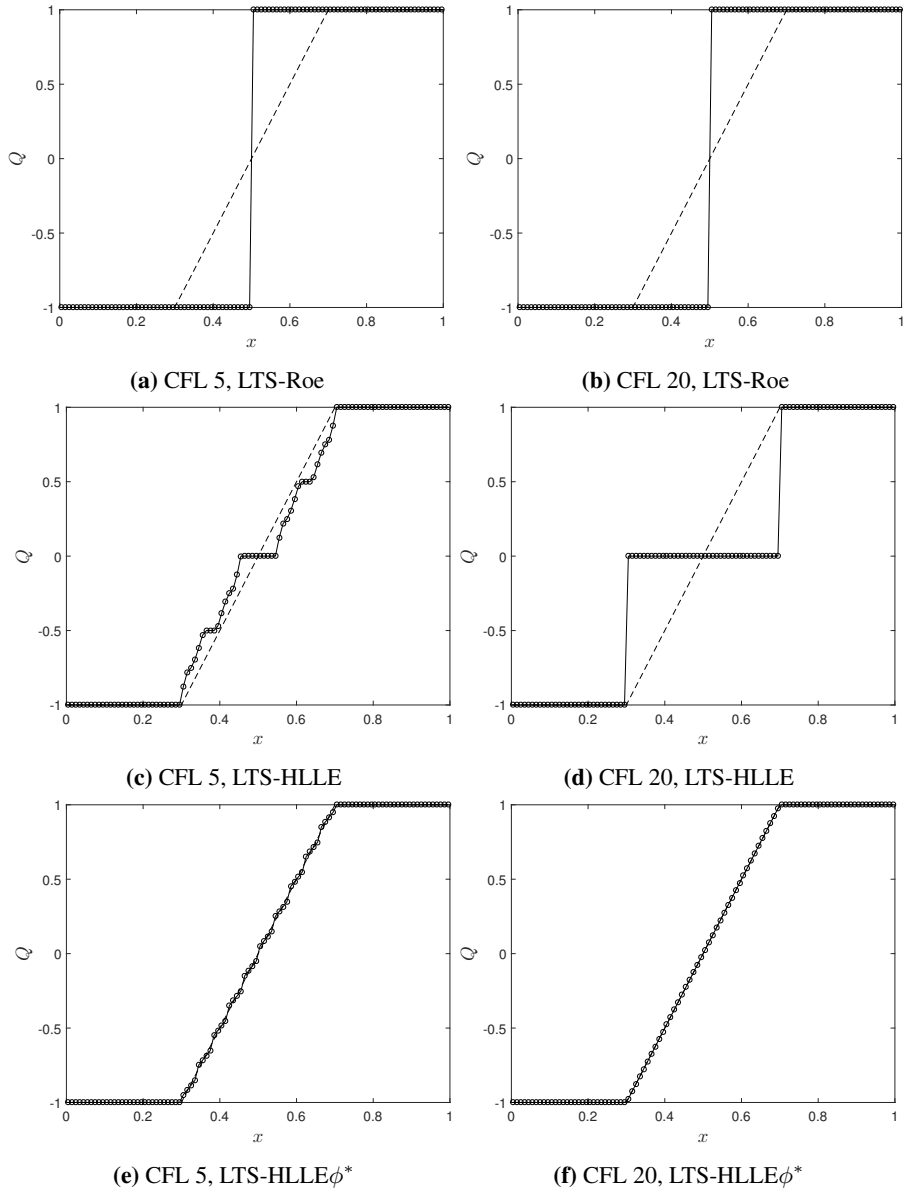 1
0.5
0
-0.5
-1
Q
0 0.2 0.4 0.6 0.8 1
x
(a) CFL 5, LTS-Roe
1
0.5
0
-0.5
-1
Q
0 0.2 0.4 0.6 0.8 1
x
(b) CFL 20, LTS-Roe
1
0.5
0
-0.5
-1
Q
0 0.2 0.4 0.6 0.8 1
x
(c) CFL 5, LTS-HLLE
1
0.5
0
-0.5
-1
Q
0 0.2 0.4 0.6 0.8 1
x
(d) CFL 20, LTS-HLLE
1
0.5
0
-0.5
-1
Q
0 0.2 0.4 0.6 0.8 1
x
(e) CFL 5, LTS-HLLEϕ*
1
0.5
0
-0.5
-1
Q
0 0.2 0.4 0.6 0.8 1
x
(f) CFL 20, LTS-HLLEϕ*